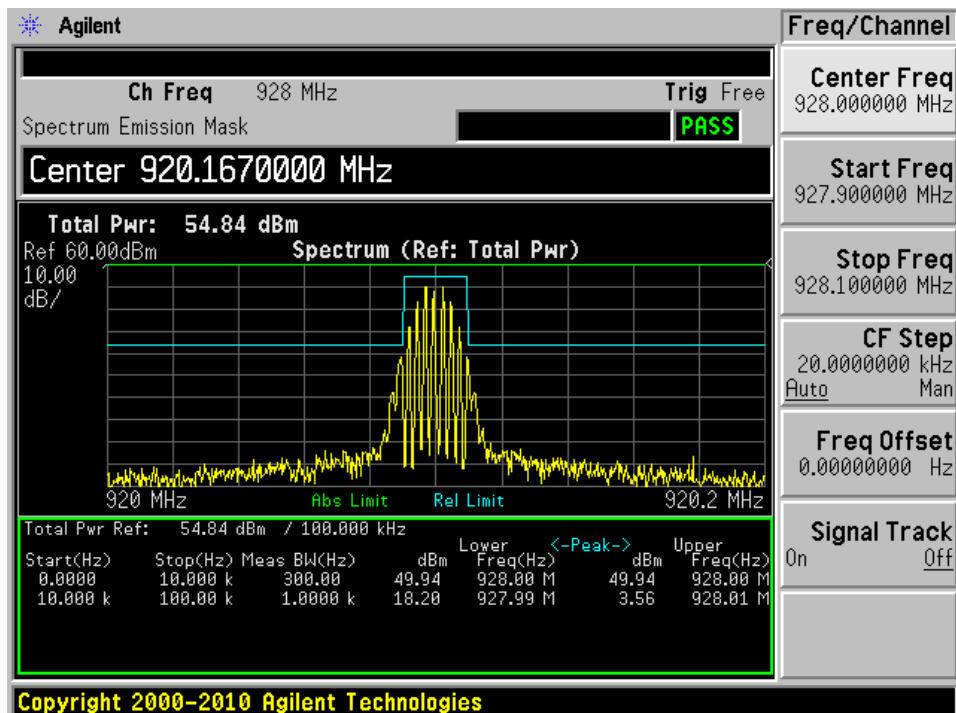 Agilent
Freq/Channel
Ch Freq 928 MHz Trig Free
Spectrum Emission Mask PASS
Center 920.1670000 MHz
Total Pwr: 54.84 dBm
Ref 60.00dBm Spectrum (Ref: Total Pwr)
10.00
dB/
920 MHz Abs Limit Rel Limit 920.2 MHz
Total Pwr Ref: 54.84 dBm / 100.000 kHz
Lower <-Peak-> Upper
Start(Hz) Stop(Hz) Meas BW(Hz) dBm Freq(Hz) dBm Freq(Hz)
0.0000 10.000 k 300.00 49.94 928.00 M 49.94 928.00 M
10.000 k 100.00 k 1.0000 k 18.20 927.99 M 3.56 928.01 M
Center Freq
928.000000 MHz
Start Freq
927.900000 MHz
Stop Freq
928.100000 MHz
CF Step
20.0000000 kHz
Auto Man
Freq Offset
0.00000000 Hz
Signal Track
On Off
Copyright 2000-2010 Agilent Technologies